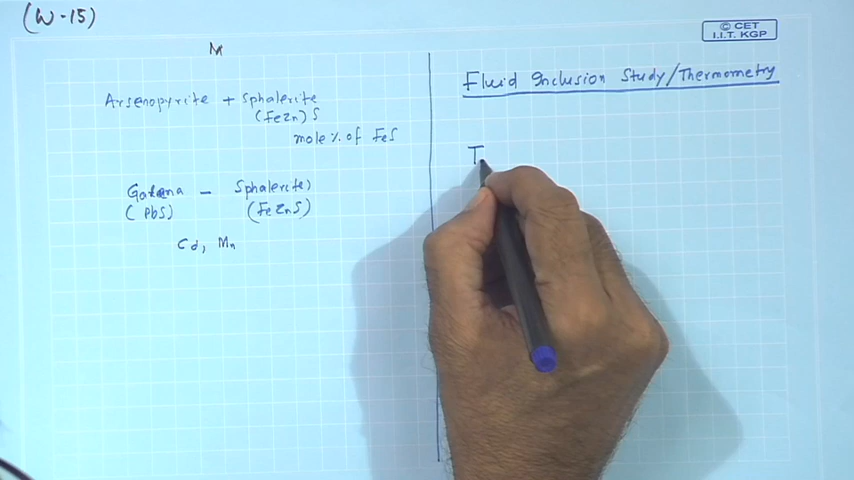 (W-15)
© CET
I.I.T. KGP
M
Arsenopyrite + Sphalerite
(FeZn) S
mole % of FeS
Galena - Sphalerite
(PbS) (FeZnS)
Cd, Mn
Fluid Inclusion Study/Thermometry
T